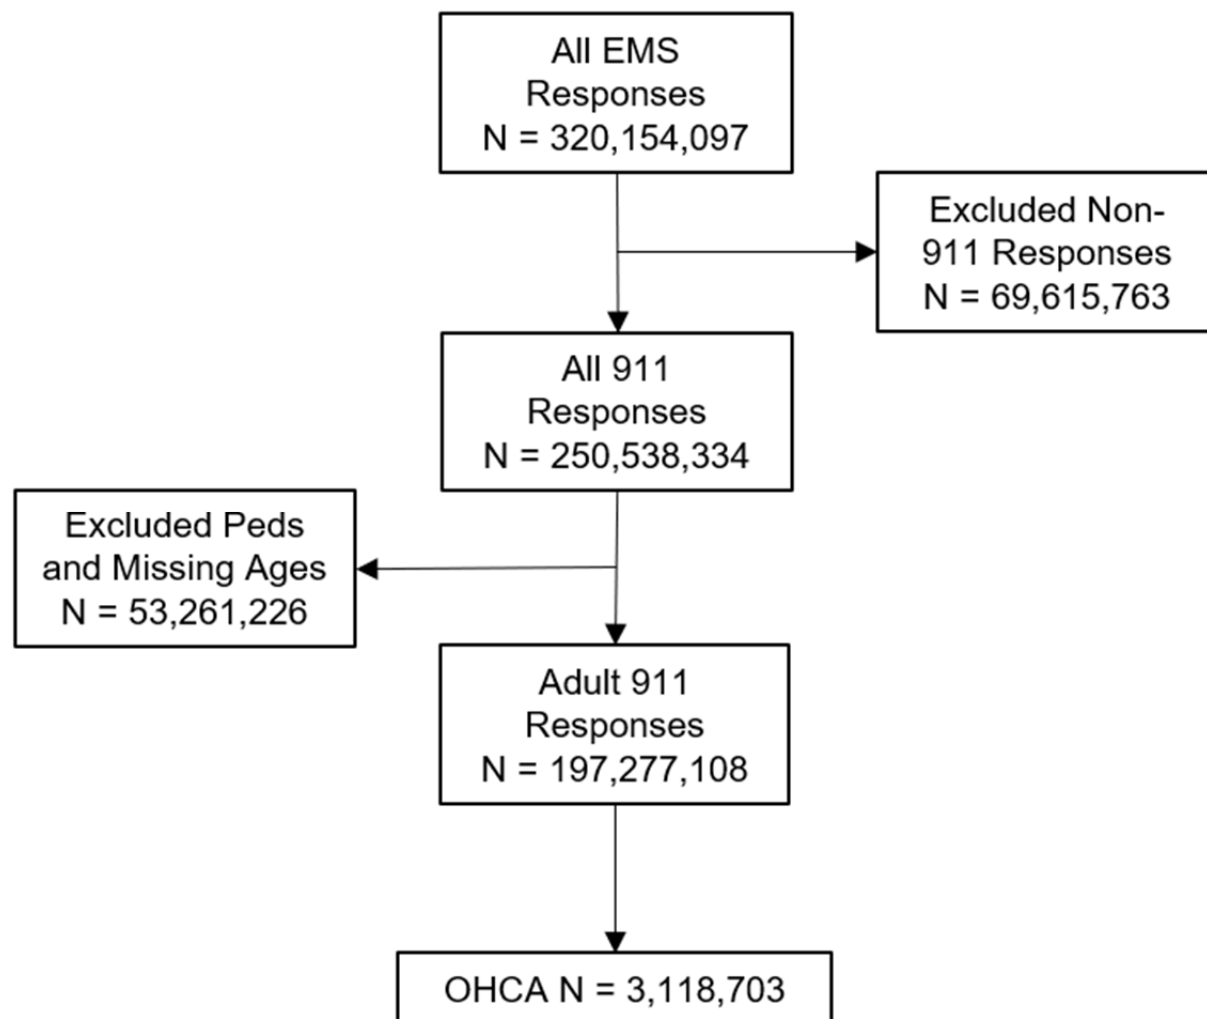 All EMS
Responses
N = 320,154,097
Excluded Non-
911 Responses
N = 69,615,763
All 911
Responses
N = 250,538,334
Excluded Peds
and Missing Ages
N = 53,261,226
Adult 911
Responses
N = 197,277,108
OHCA N = 3,118,703